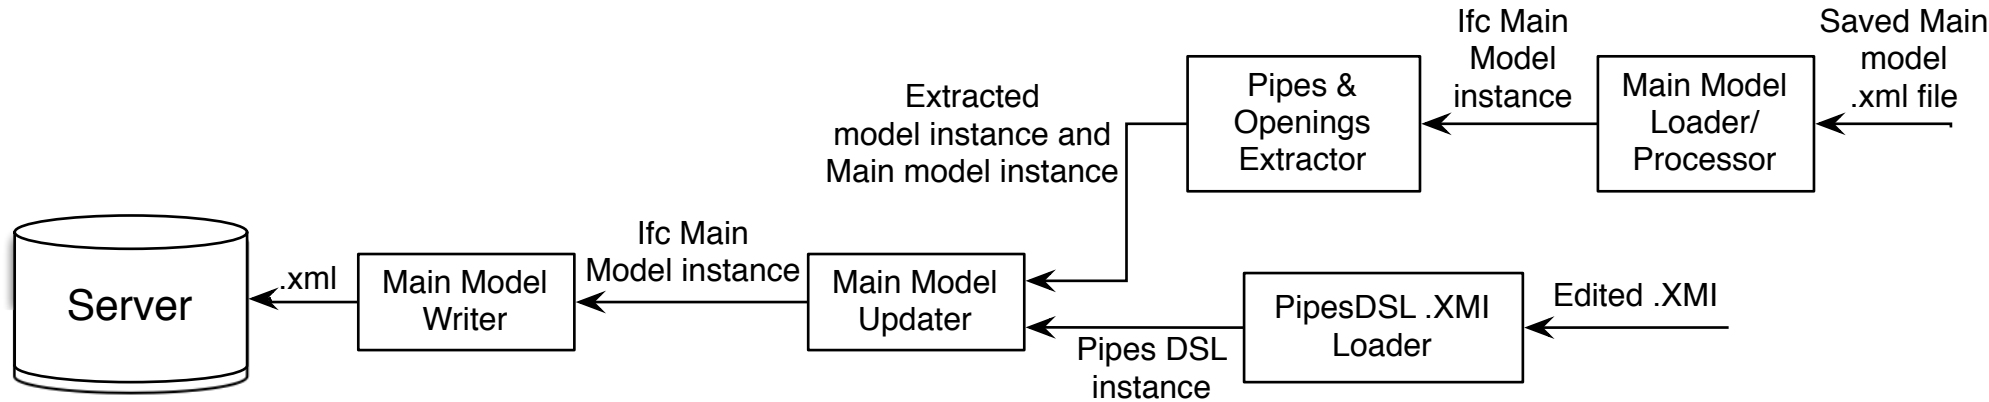 Ifc Main
Model
instance
Saved Main
model
.xml file
Pipes &
Openings
Extractor
Main Model
Loader/
Processor
Extracted
model instance and
Main model instance
Ifc Main
Model instance
.xml
Server
Main Model
Writer
Main Model
Updater
PipesDSL .XMI
Loader
Edited .XMI
Pipes DSL
instance